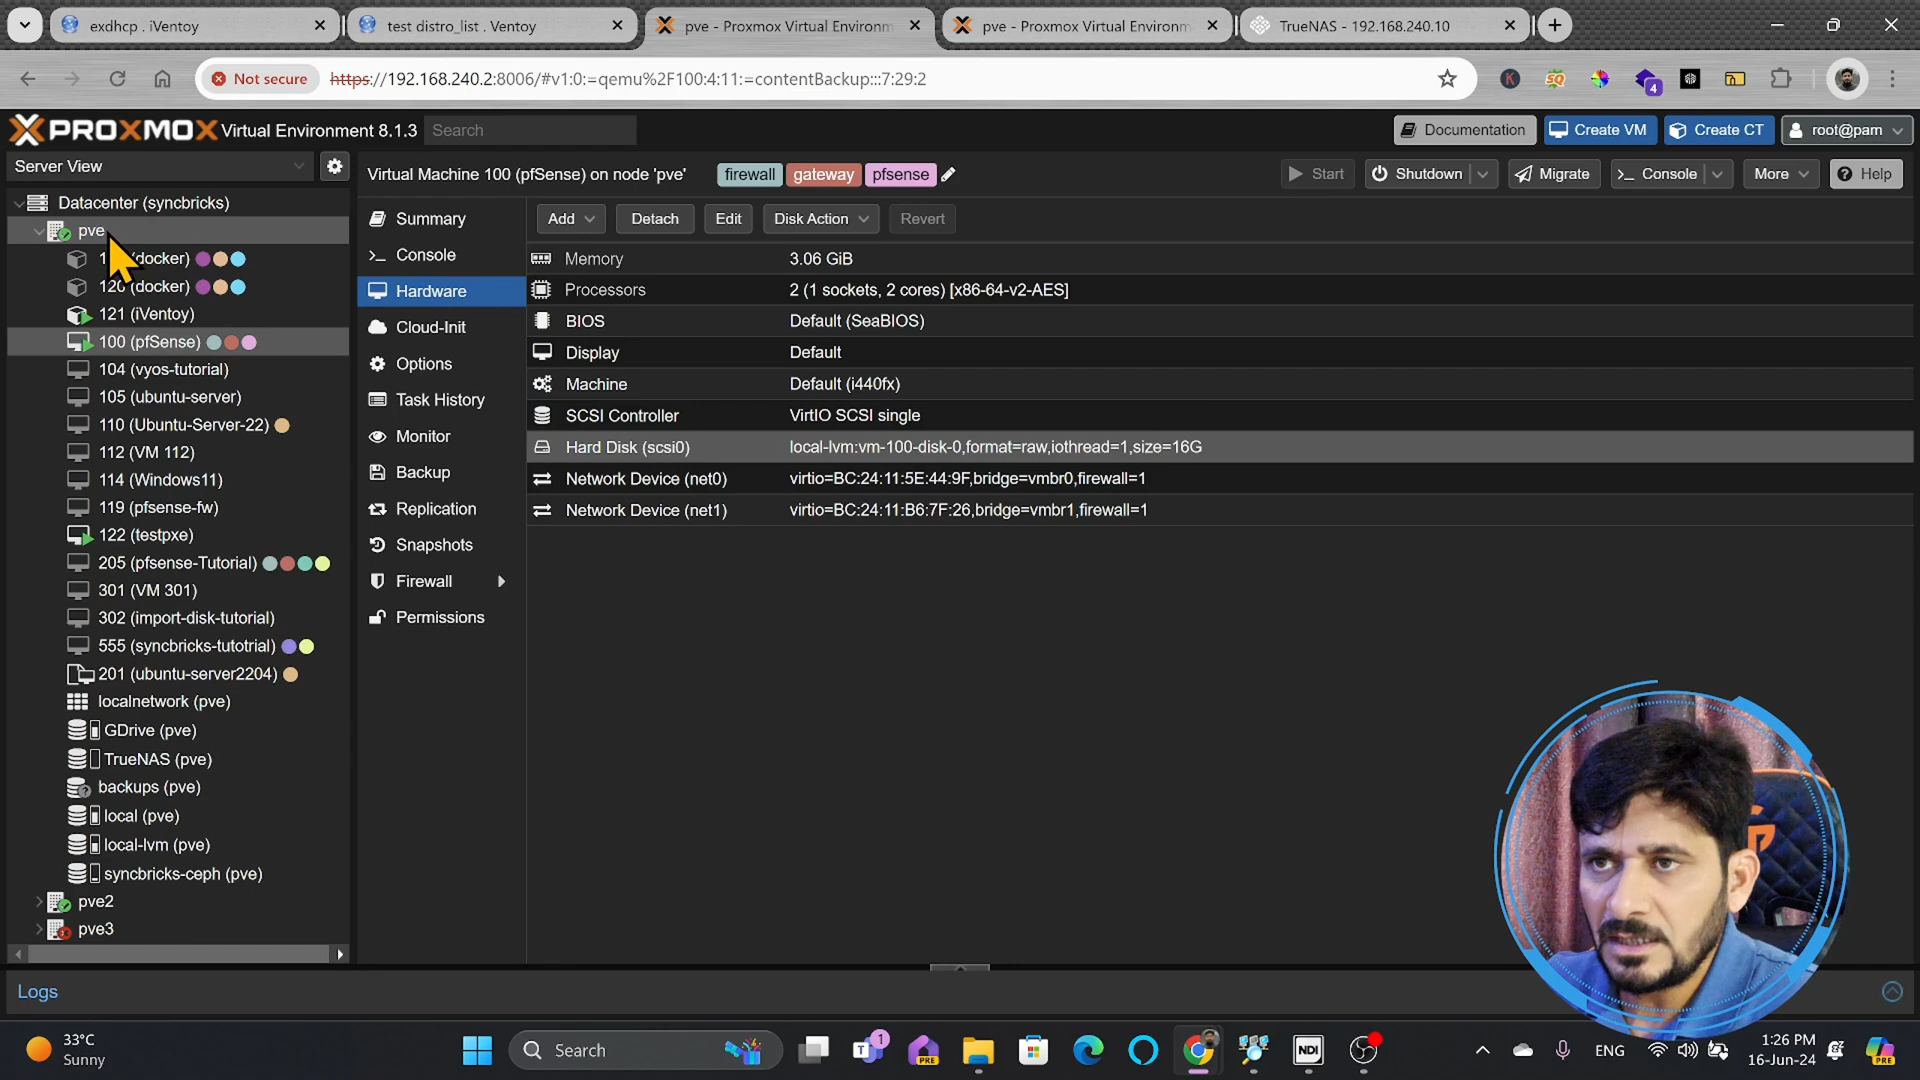 exdhcp . iVentoy
test distro_list . Ventoy
pve - Proxmox Virtual Environm
pve - Proxmox Virtual Environm
TrueNAS - 192.168.240.10
Not secure
https://192.168.240.2:8006/#v1:0:=qemu%2F100:4:11:=contentBackup:::7:29:2
4
PROXMOX Virtual Environment 8.1.3
Search
Documentation
Create VM
Create CT
root@pam
Server View
Virtual Machine 100 (pfSense) on node 'pve'
firewall
gateway
pfsense
Start
Shutdown
Migrate
Console
More
Help
Datacenter (syncbricks)
pve
(docker)
120 (docker)
121 (iVentoy)
100 (pfSense)
104 (vyos-tutorial)
105 (ubuntu-server)
110 (Ubuntu-Server-22)
112 (VM 112)
114 (Windows11)
119 (pfsense-fw)
122 (testpxe)
205 (pfsense-Tutorial)
301 (VM 301)
302 (import-disk-tutorial)
555 (syncbricks-tutotrial)
201 (ubuntu-server2204)
localnetwork (pve)
GDrive (pve)
TrueNAS (pve)
backups (pve)
local (pve)
local-lvm (pve)
syncbricks-ceph (pve)
pve2
pve3
Summary
Console
Hardware
Cloud-Init
Options
Task History
Monitor
Backup
Replication
Snapshots
Firewall
Permissions
Add
Detach
Edit
Disk Action
Revert
Memory 3.06 GiB
Processors 2 (1 sockets, 2 cores) [x86-64-v2-AES]
BIOS Default (SeaBIOS)
Display Default
Machine Default (i440fx)
SCSI Controller VirtIO SCSI single
Hard Disk (scsi0) local-lvm:vm-100-disk-0,format=raw,iothread=1,size=16G
Network Device (net0) virtio=BC:24:11:5E:44:9F,bridge=vmbr0,firewall=1
Network Device (net1) virtio=BC:24:11:B6:7F:26,bridge=vmbr1,firewall=1
Logs
33°C
Sunny
Search
1
PRE
NDI
ENG
1:26 PM
16-Jun-24
PRE